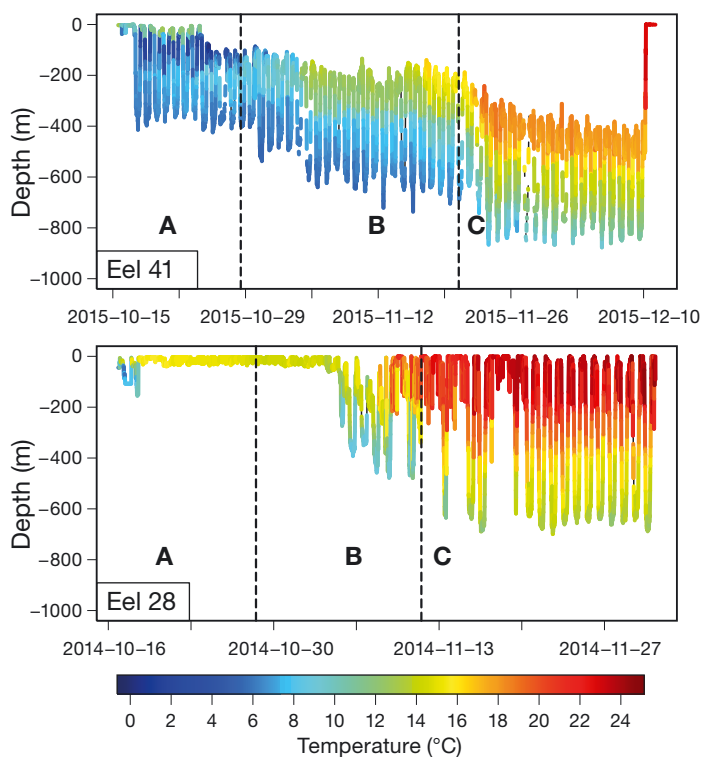 0
−200
−400
−600
−800
−1000
Depth (m)
A
B
C
Eel 41
2015−10−15
2015−10−29
2015−11−12
2015−11−26
2015−12−10
0
−200
−400
−600
−800
−1000
Depth (m)
A
B
C
Eel 28
2014−10−16
2014−10−30
2014−11−13
2014−11−27
0 2 4 6 8 10 12 14 16 18 20 22 24
Temperature (°C)